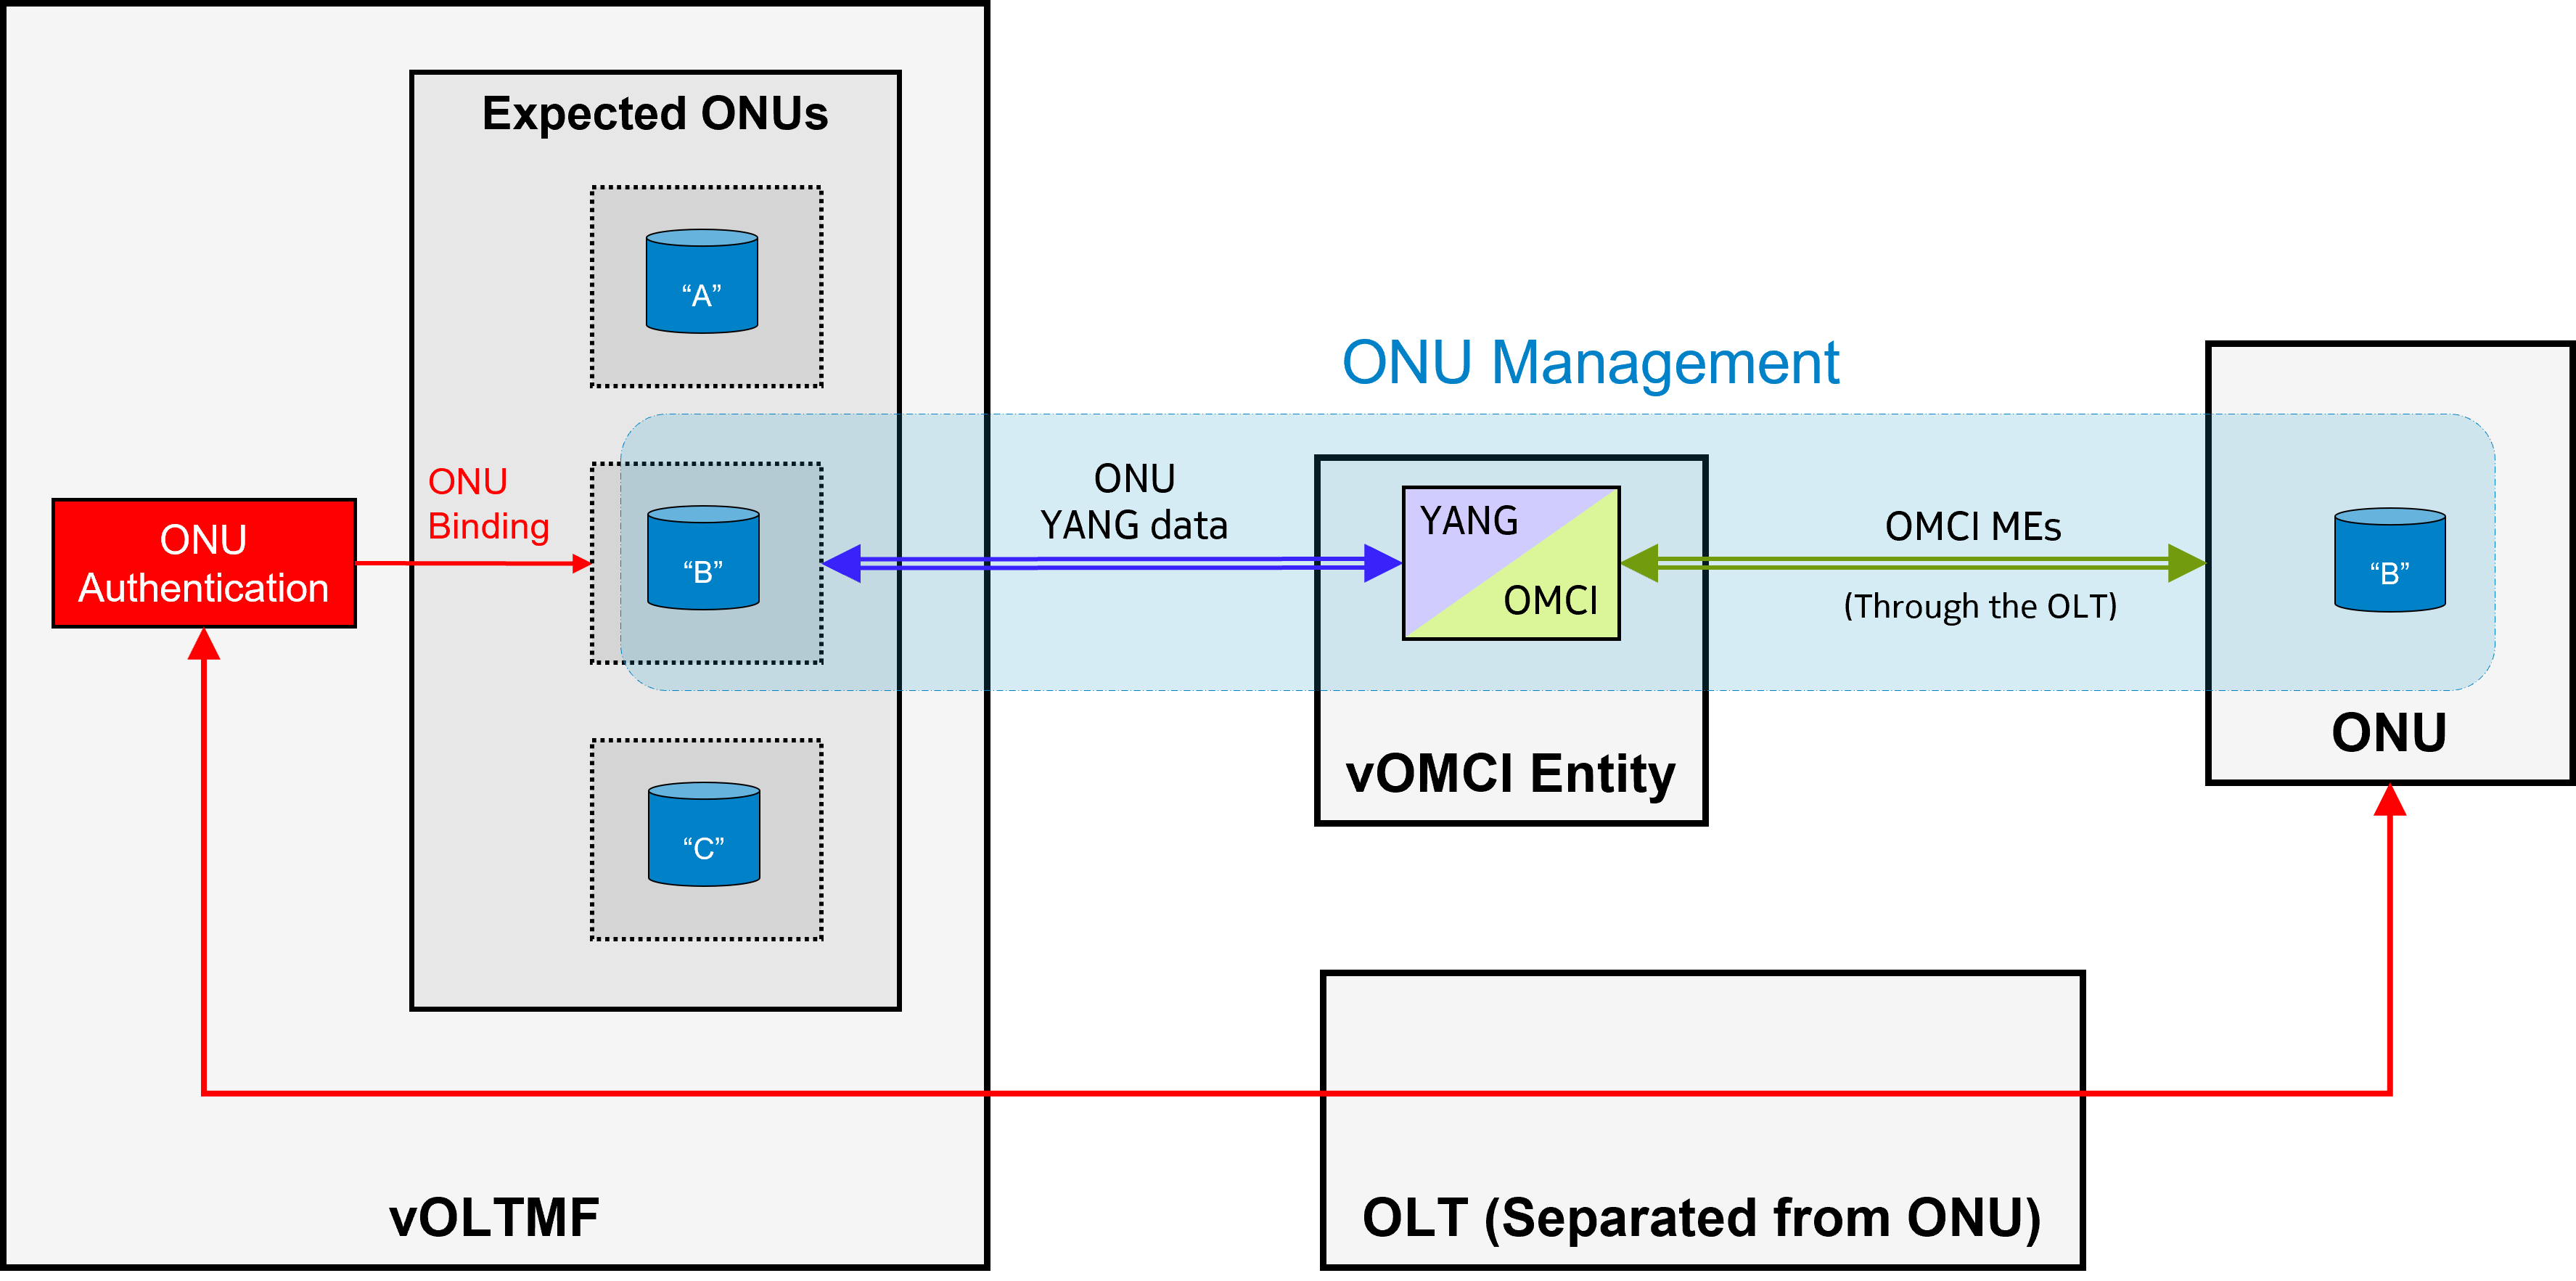 Expected ONUs
“A”
ONU Management
ONU
Binding
ONU
Authentication
“B”
ONU
YANG data
YANG
OMCI
OMCI MEs
(Through the OLT)
“B”
ONU
vOMCI Entity
“C”
vOLTMF
OLT (Separated from ONU)